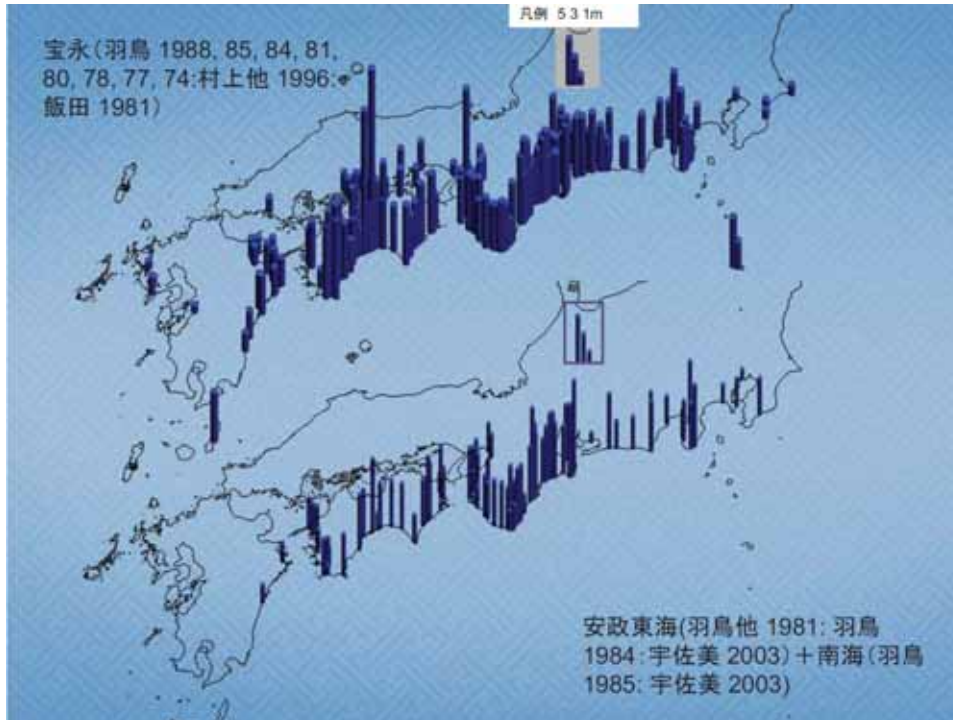 凡例 5 3 1m
宝永(羽鳥 1988, 85, 84, 81,
80, 78, 77, 74:村上他 1996:
飯田 1981)
安政東海(羽鳥他 1981: 羽鳥
1984:宇佐美 2003)+南海(羽鳥
1985: 宇佐美 2003)